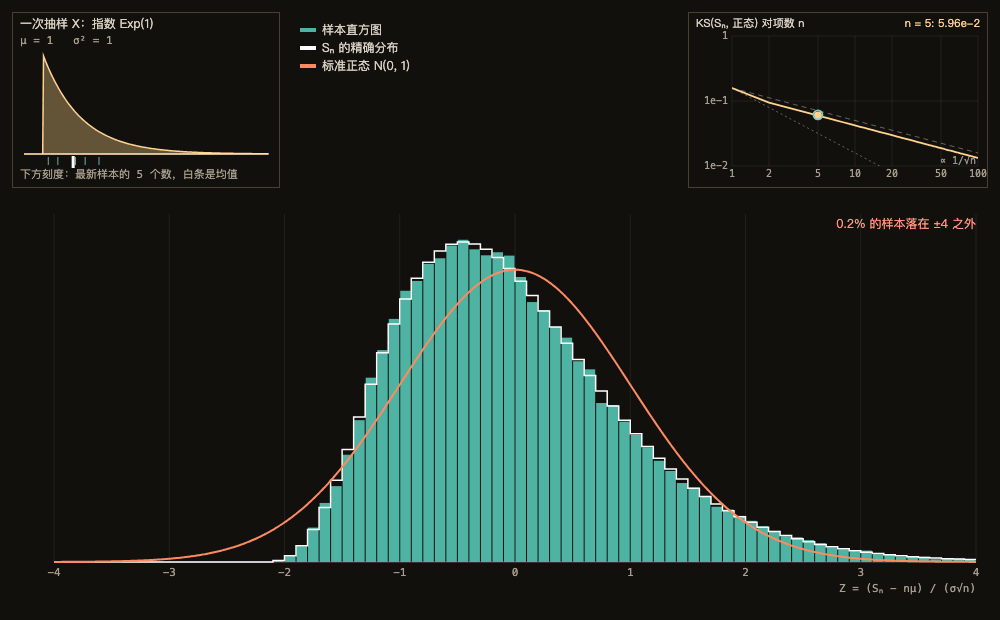 一次抽样 X：指数 Exp(1)
μ = 1   σ² = 1
下方刻度：最新样本的 5 个数，白条是均值
样本直方图
Sₙ 的精确分布
标准正态 N(0, 1)
KS(Sₙ, 正态) 对项数 n
n = 5: 5.96e−2
1
1e−1
1e−2
∝ 1/√n
1 2 5 10 20 50 100
0.2% 的样本落在 ±4 之外
−4 −3 −2 −1 0 1 2 3 4
Z = (Sₙ − nμ) / (σ√n)